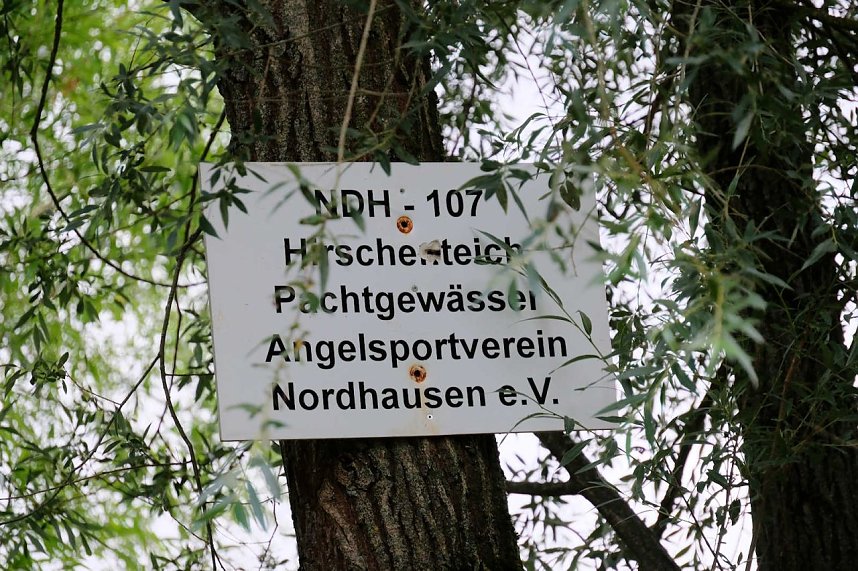 NDH - 107
Hirschenteich
Pachtgewässer
Angelsportverein
Nordhausen e.V.